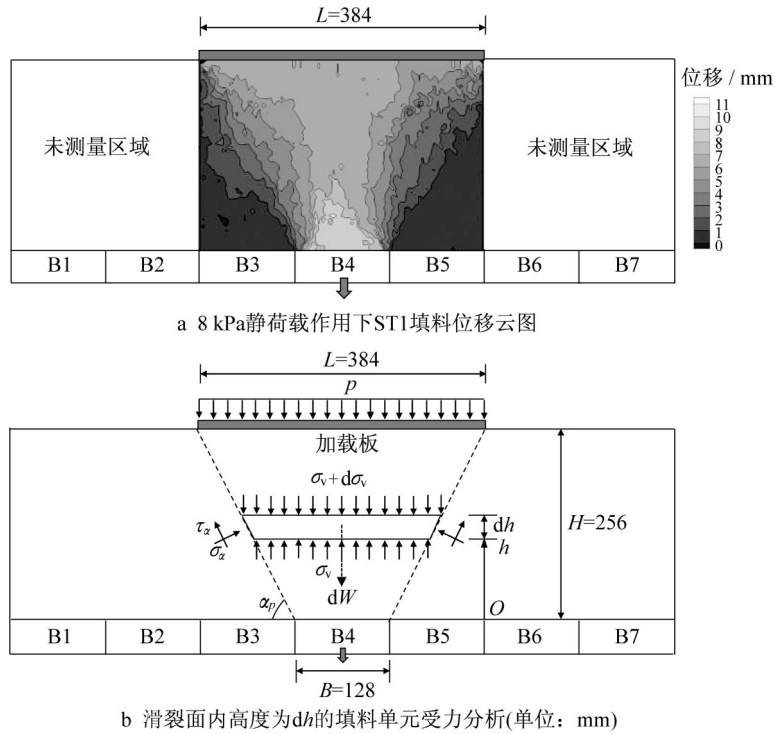 L=384
位移 / mm
未测量区域
未测量区域
11
10
9
8
7
6
5
4
3
2
1
0
B1 B2 B3 B4 B5 B6 B7
a 8 kPa静荷载作用下ST1填料位移云图
L=384
p
加载板
σv+dσv
τα
σα
dh
h
H=256
σv
dW
αp
O
B1 B2 B3 B4 B5 B6 B7
B=128
b 滑裂面内高度为dh的填料单元受力分析(单位：mm)